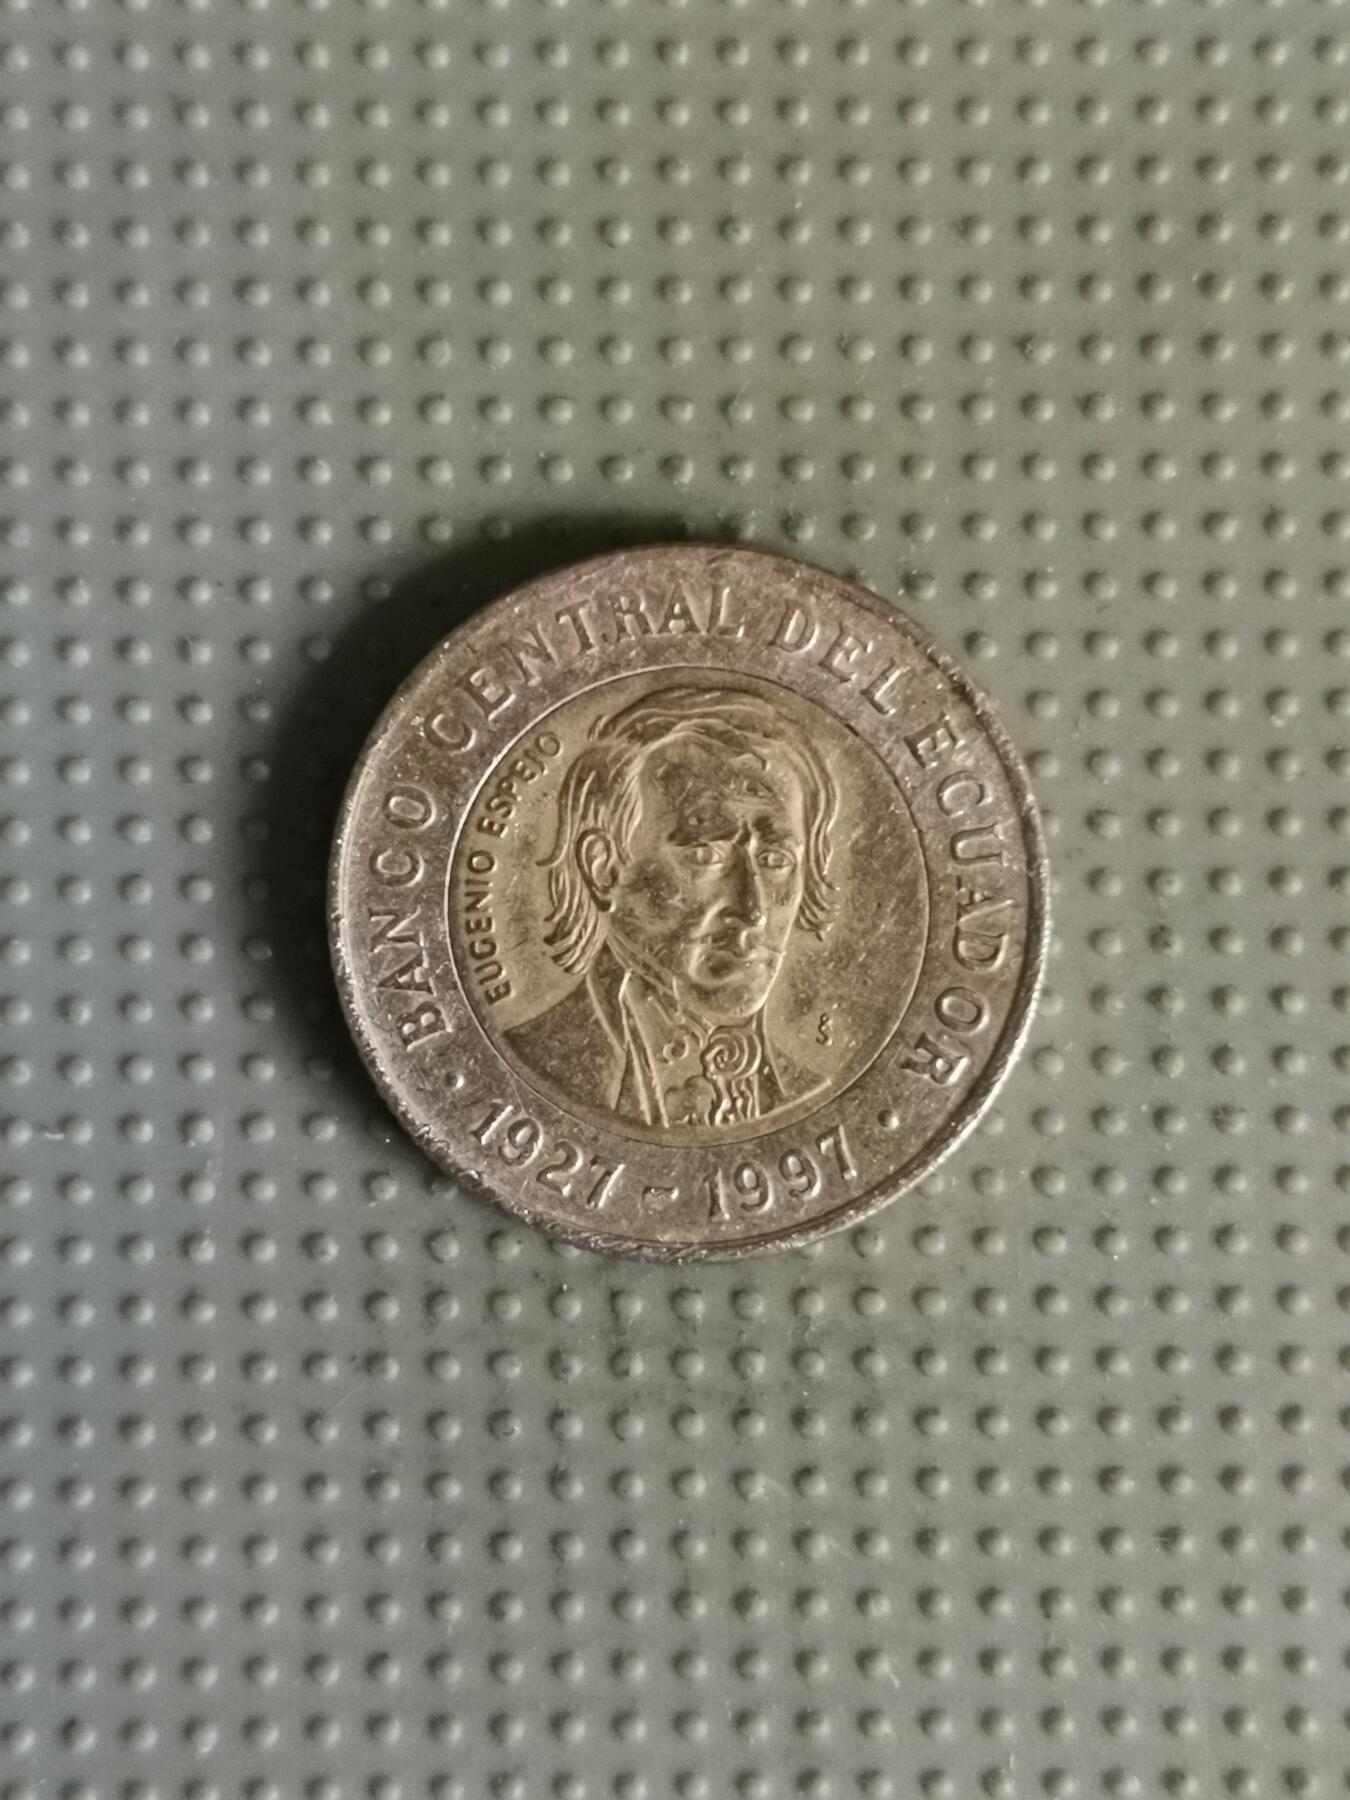 BANCO CENTRAL DEL ECUADOR
EUGENIO ESPEJO
1927 - 1997